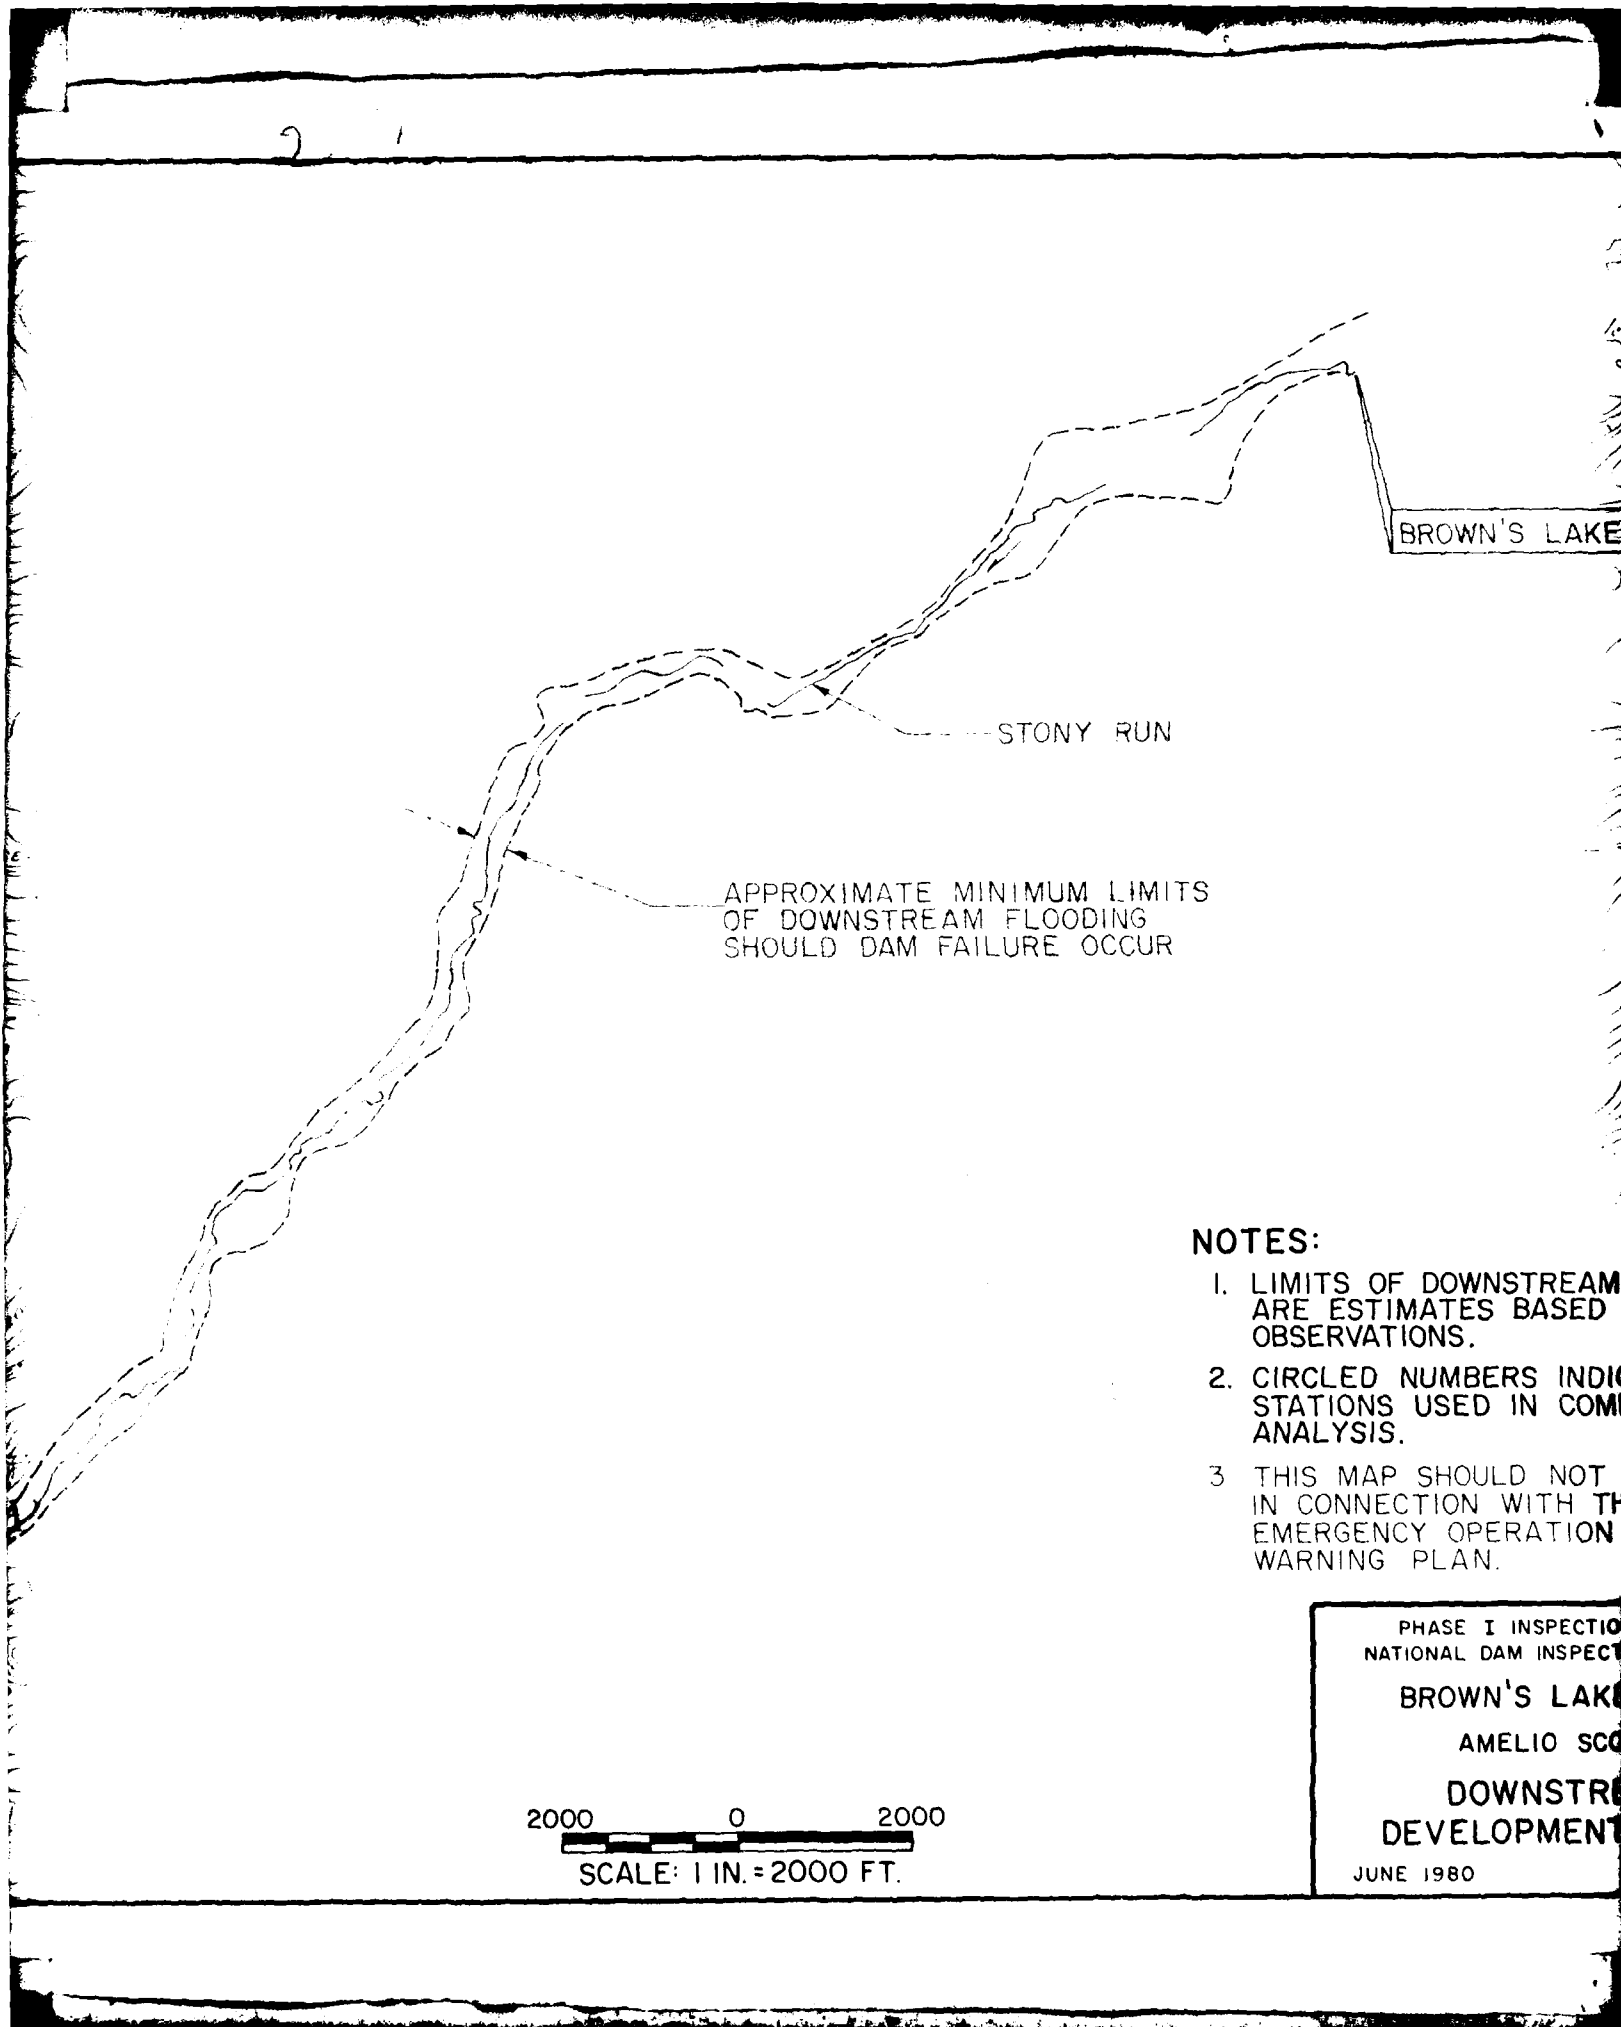 BROWN'S LAKE
STONY RUN
APPROXIMATE MINIMUM LIMITS
OF DOWNSTREAM FLOODING
SHOULD DAM FAILURE OCCUR
NOTES:
1. LIMITS OF DOWNSTREAM
ARE ESTIMATES BASED
OBSERVATIONS.
2. CIRCLED NUMBERS INDI
STATIONS USED IN COM
ANALYSIS.
3 THIS MAP SHOULD NOT
IN CONNECTION WITH TH
EMERGENCY OPERATION
WARNING PLAN.
PHASE I INSPECTIO
NATIONAL DAM INSPECT
BROWN'S LAKE
AMELIO SCO
DOWNSTRE
DEVELOPMENT
JUNE 1980
2000 0 2000
SCALE: 1 IN. = 2000 FT.